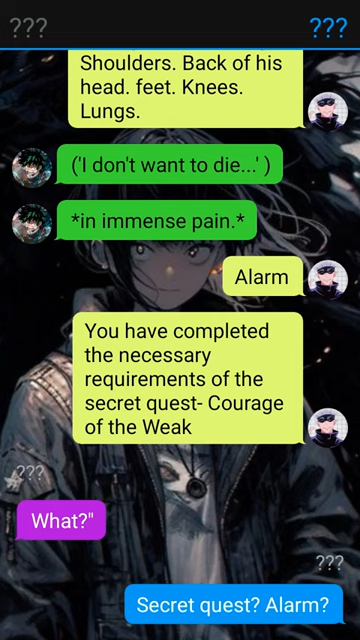 ???
???
Shoulders. Back of his
head. feet. Knees.
Lungs.
('I don't want to die...' )
*in immense pain.*
Alarm
You have completed
the necessary
requirements of the
secret quest- Courage
of the Weak
???
What?"
???
Secret quest? Alarm?